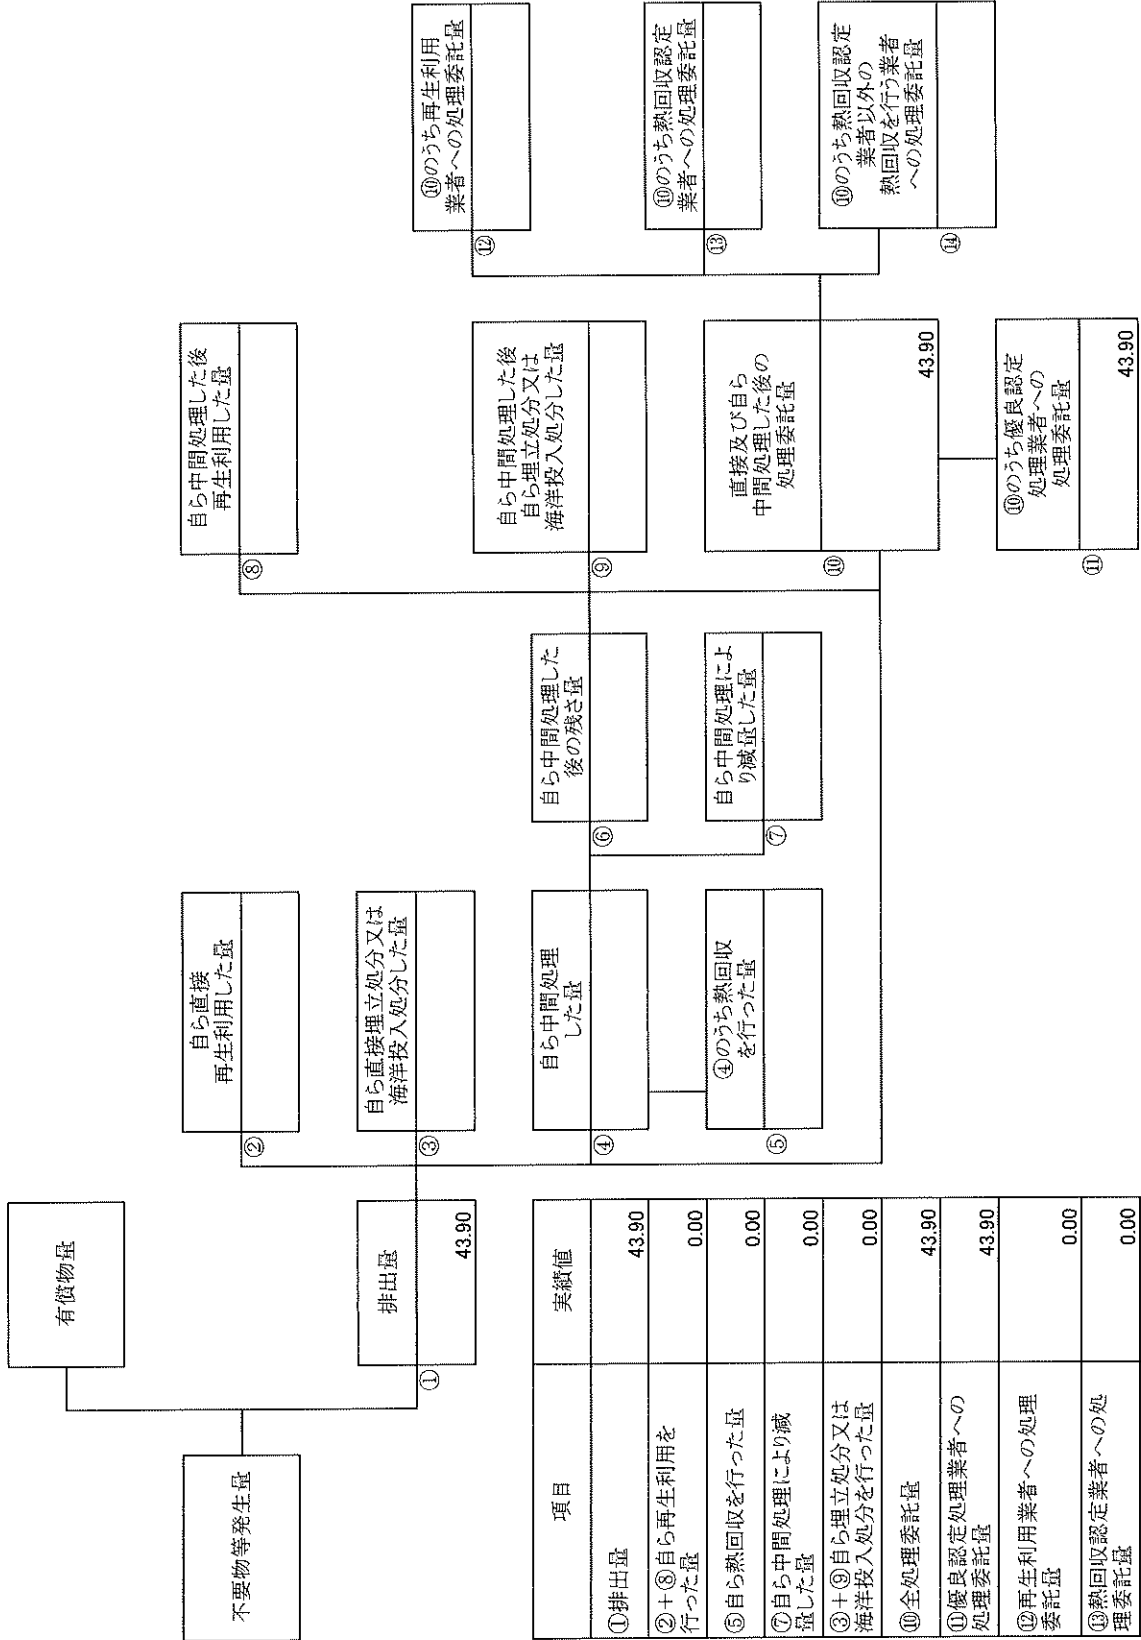 不要物等発生量
有償物量
①
排出量
43.90
②
自ら直接
再生利用した量
③
自ら直接埋立処分又は
海洋投入処分した量
④
自ら中間処理
した量
⑤
④のうち熱回収
を行った量
⑥
自ら中間処理した
後の残さ量
⑦
自ら中間処理によ
り減量した量
⑧
自ら中間処理した後
再生利用した量
⑨
自ら中間処理した後
自ら埋立処分又は
海洋投入処分した量
⑩
直接及び自ら
中間処理した後の
処理委託量
43.90
⑪
⑩のうち優良認定
処理業者への
処理委託量
43.90
⑫
⑩のうち再生利用
業者への処理委託量
⑬
⑩のうち熱回収認定
業者への処理委託量
⑭
⑩のうち熱回収認定
業者以外の
熱回収を行う業者
への処理委託量
項目 実績値
①排出量 43.90
②+⑧自ら再生利用を
行った量 0.00
⑤自ら熱回収を行った量 0.00
⑦自ら中間処理により減
量した量 0.00
③+⑨自ら埋立処分又は
海洋投入処分を行った量 0.00
⑩全処理委託量 43.90
⑪優良認定処理業者への
処理委託量 43.90
⑫再生利用業者への処理
委託量 0.00
⑬熱回収認定業者への処
理委託量 0.00